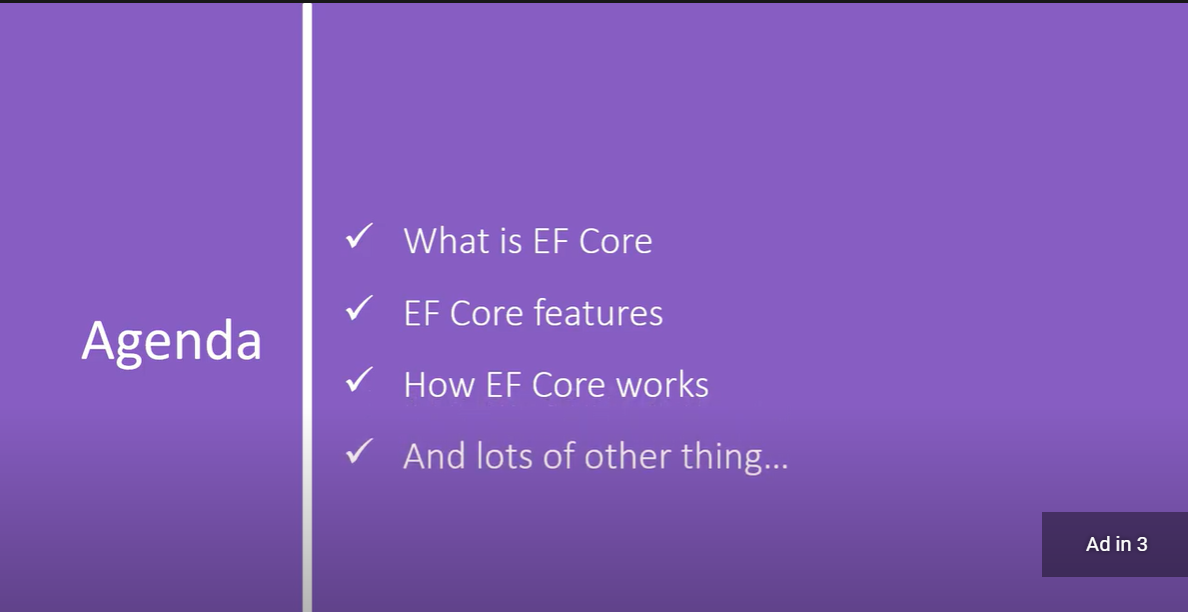 Agenda
✓ What is EF Core
✓ EF Core features
✓ How EF Core works
✓ And lots of other thing...
Ad in 3